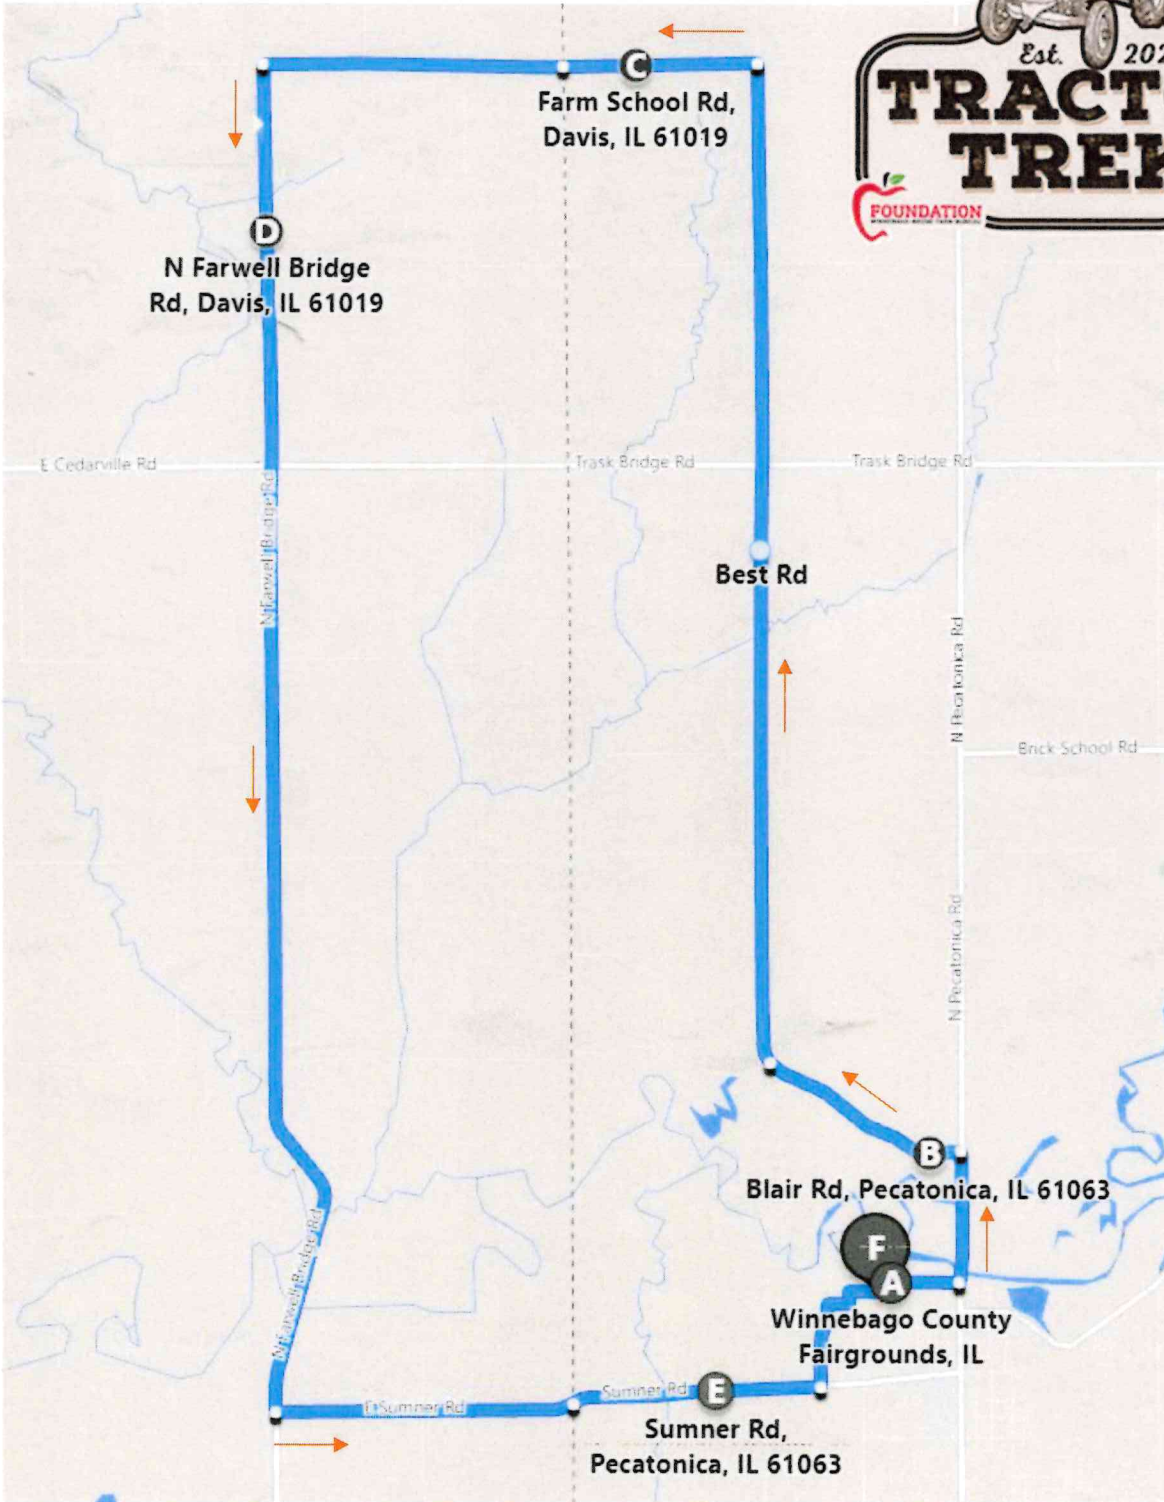 Est. 202
TRACT
TREK
FOUNDATION
C
Farm School Rd,
Davis, IL 61019
D
N Farwell Bridge
Rd, Davis, IL 61019
E Cedarville Rd
Trask Bridge Rd
Trask Bridge Rd
N Farwell Bridge Rd
Best Rd
N Pecatonica Rd
Brick School Rd
N Pecatonica Rd
B
Blair Rd, Pecatonica, IL 61063
F
A
Winnebago County
Fairgrounds, IL
N Farwell Bridge Rd
Sumner Rd
E
E Sumner Rd
Sumner Rd,
Pecatonica, IL 61063